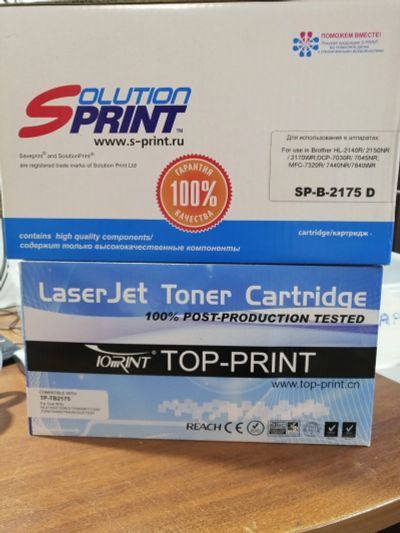 ПОМОЖЕМ ВМЕСТЕ!
SOLUTION
PRINT™
www.s-print.ru
Saveprint® and SolutionPrint®
are registered trade marks of Solution Print Ltd
ГАРАНТИЯ
100%
КАЧЕСТВА
Для использования в аппаратах:
For use in Brother HL-2140R/ 2150NR
/ 2170WR;DCP-7030R/ 7045NR;
MFC-7320R/ 7440NR/7840WR
SP-B-2175 D
contains high quality components/
содержит только высококачественные компоненты
cartridge/картридж -
LaserJet Toner Cartridge
100% POST-PRODUCTION TESTED
TOP-PRINT
www.top-print.cn
COMPATIBLE WITH
TP-TB2175
REACH CE